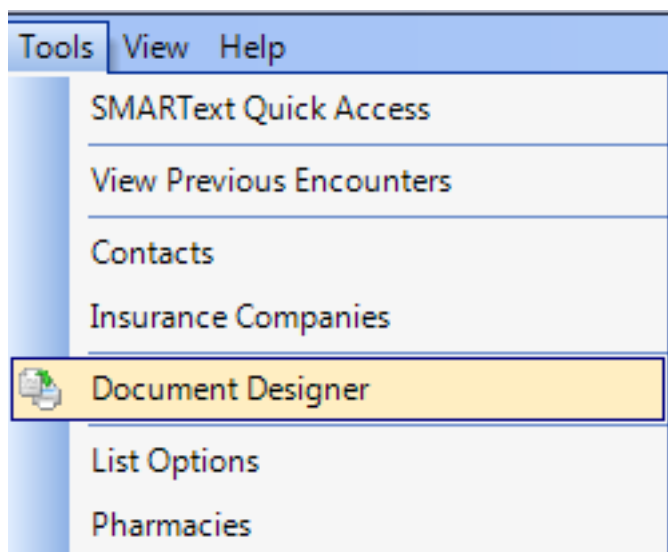 Tools View Help
SMARText Quick Access
View Previous Encounters
Contacts
Insurance Companies
Document Designer
List Options
Pharmacies